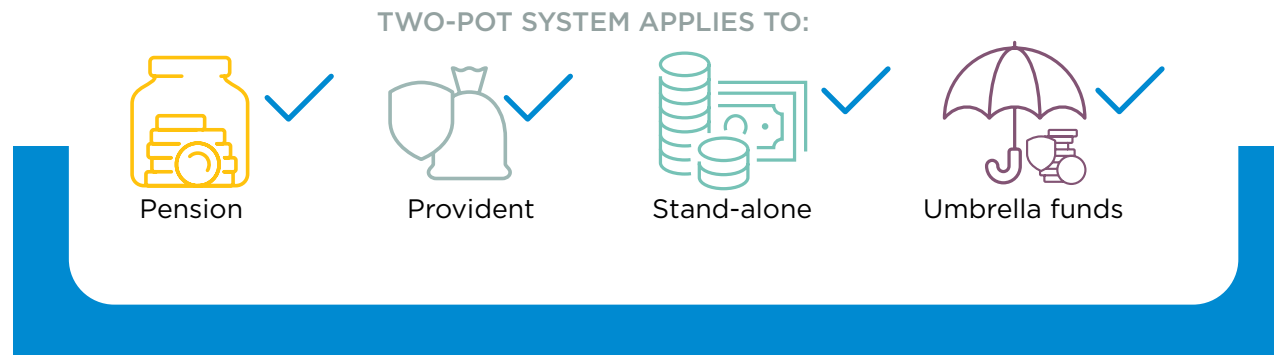 TWO-POT SYSTEM APPLIES TO:
Pension
Provident
Stand-alone
Umbrella funds